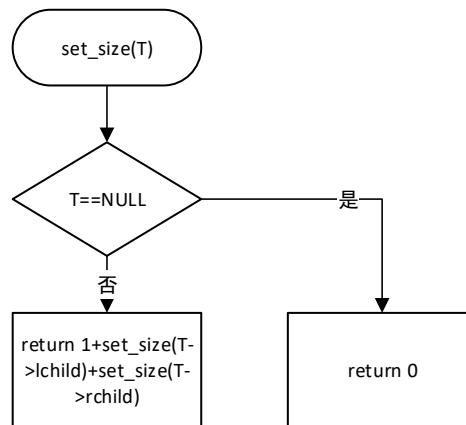 set_size(T)
T==NULL
是
否
return 1+set_size(T-
>lchild)+set_size(T-
>rchild)
return 0